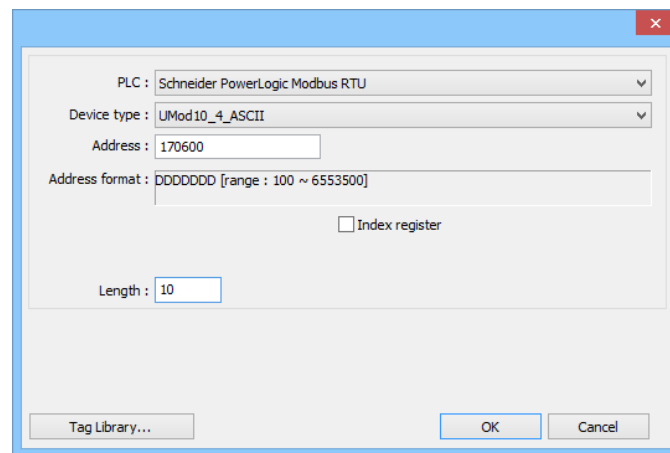 PLC : Schneider PowerLogic Modbus RTU
Device type : UMod10_4_ASCII
Address : 170600
Address format : DDDDDDD [range : 100 ~ 6553500]
Index register
Length : 10
Tag Library... OK Cancel